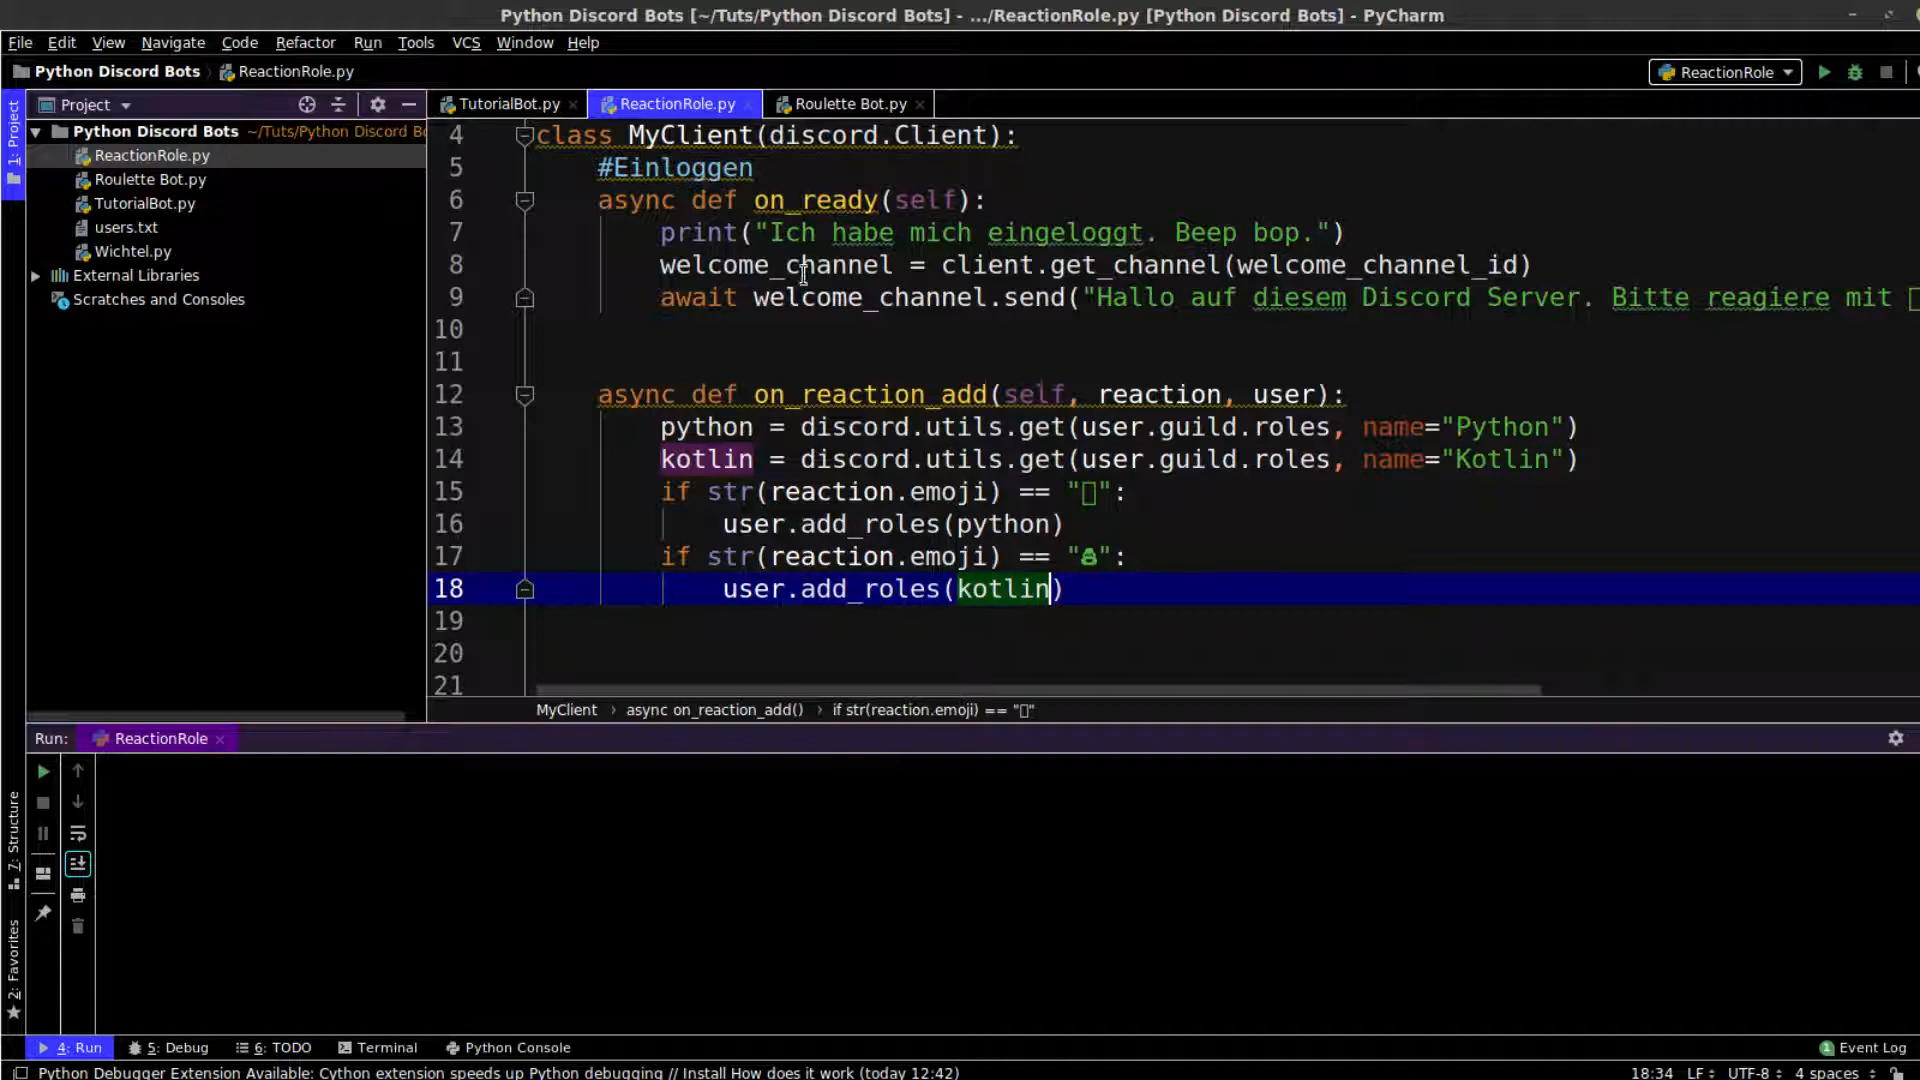 Python Discord Bots [~/Tuts/Python Discord Bots] - .../ReactionRole.py [Python Discord Bots] - PyCharm
File Edit View Navigate Code Refactor Run Tools VCS Window Help
Python Discord Bots ReactionRole.py
ReactionRole
1: Project
Project
TutorialBot.py
ReactionRole.py
Roulette Bot.py
Python Discord Bots ~/Tuts/Python Discord Bo
ReactionRole.py
Roulette Bot.py
TutorialBot.py
users.txt
Wichtel.py
External Libraries
Scratches and Consoles
4 class MyClient(discord.Client):
5 #Einloggen
6 async def on_ready(self):
7 print("Ich habe mich eingeloggt. Beep bop.")
8 welcome_channel = client.get_channel(welcome_channel_id)
9 await welcome_channel.send("Hallo auf diesem Discord Server. Bitte reagiere mit
10
11
12 async def on_reaction_add(self, reaction, user):
13 python = discord.utils.get(user.guild.roles, name="Python")
14 kotlin = discord.utils.get(user.guild.roles, name="Kotlin")
15 if str(reaction.emoji) == "▯":
16 user.add_roles(python)
17 if str(reaction.emoji) == "":
18 user.add_roles(kotlin)
19
20
21
MyClient › async on_reaction_add() › if str(reaction.emoji) == "▯"
Run: ReactionRole
7: Structure
2: Favorites
4: Run 5: Debug 6: TODO Terminal Python Console
1 Event Log
Python Debugger Extension Available: Cython extension speeds up Python debugging // Install How does it work (today 12:42)
18:34 LF UTF-8 4 spaces